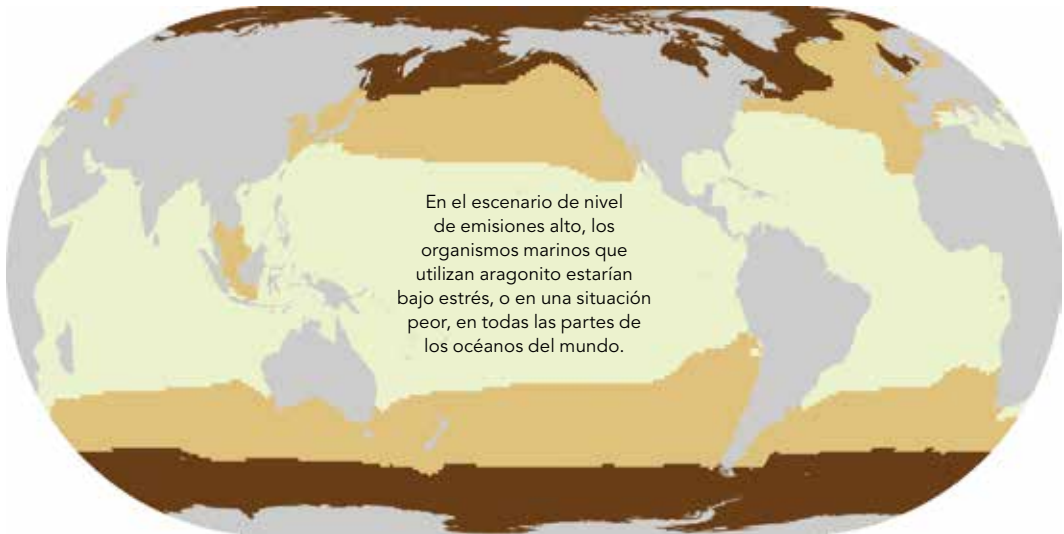 En el escenario de nivel
de emisiones alto, los
organismos marinos que
utilizan aragonito estarían
bajo estrés, o en una situación
peor, en todas las partes de
los océanos del mundo.